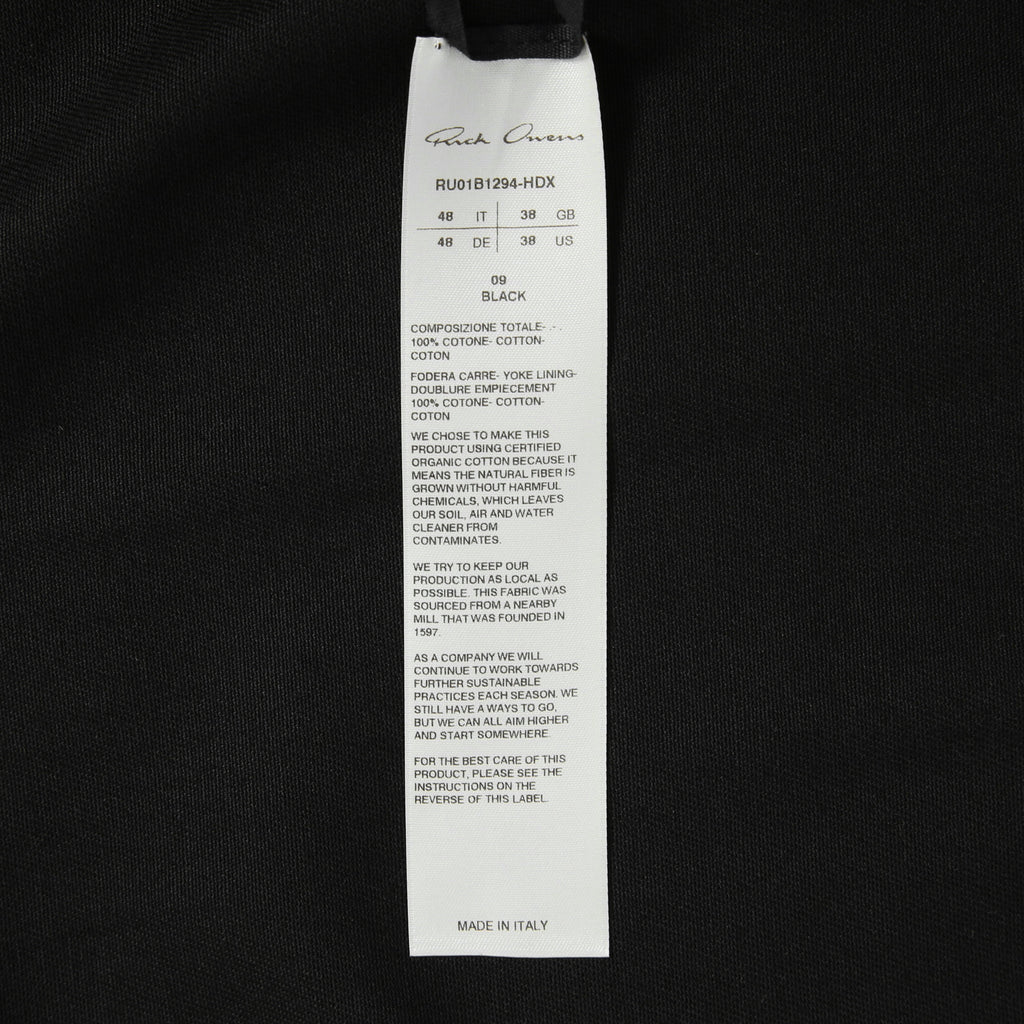 Rick Owens
RU01B1294-HDX
48 IT 38 GB
48 DE 38 US
09
BLACK
COMPOSIZIONE TOTALE- .- .
100% COTONE- COTTON-
COTON
FODERA CARRE- YOKE LINING-
DOUBLURE EMPIECEMENT
100% COTONE- COTTON-
COTON
WE CHOSE TO MAKE THIS
PRODUCT USING CERTIFIED
ORGANIC COTTON BECAUSE IT
MEANS THE NATURAL FIBER IS
GROWN WITHOUT HARMFUL
CHEMICALS, WHICH LEAVES
OUR SOIL, AIR AND WATER
CLEANER FROM
CONTAMINATES.
WE TRY TO KEEP OUR
PRODUCTION AS LOCAL AS
POSSIBLE. THIS FABRIC WAS
SOURCED FROM A NEARBY
MILL THAT WAS FOUNDED IN
1597.
AS A COMPANY WE WILL
CONTINUE TO WORK TOWARDS
FURTHER SUSTAINABLE
PRACTICES EACH SEASON. WE
STILL HAVE A WAYS TO GO,
BUT WE CAN ALL AIM HIGHER
AND START SOMEWHERE.
FOR THE BEST CARE OF THIS
PRODUCT, PLEASE SEE THE
INSTRUCTIONS ON THE
REVERSE OF THIS LABEL.
MADE IN ITALY